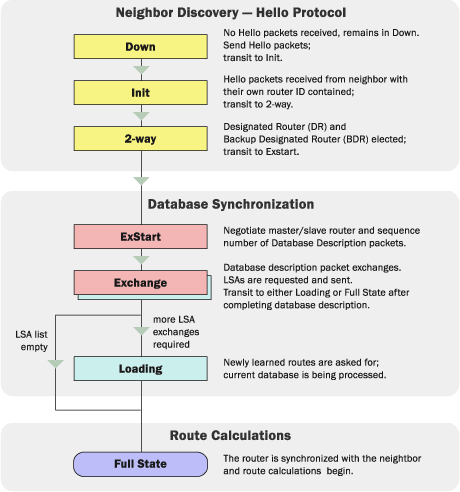 Neighbor Discovery — Hello Protocol
Down
No Hello packets received, remains in Down.
Send Hello packets;
transit to Init.
Init
Hello packets received from neighbor with
their own router ID contained;
transit to 2-way.
2-way
Designated Router (DR) and
Backup Designated Router (BDR) elected;
transit to Exstart.
Database Synchronization
ExStart
Negotiate master/slave router and sequence
number of Database Description packets.
Exchange
Database description packet exchanges.
LSAs are requested and sent.
Transit to either Loading or Full State after
completing database description.
LSA list
empty
more LSA
exchanges
required
Loading
Newly learned routes are asked for;
current database is being processed.
Route Calculations
Full State
The router is synchronized with the neighbor
and route calculations begin.